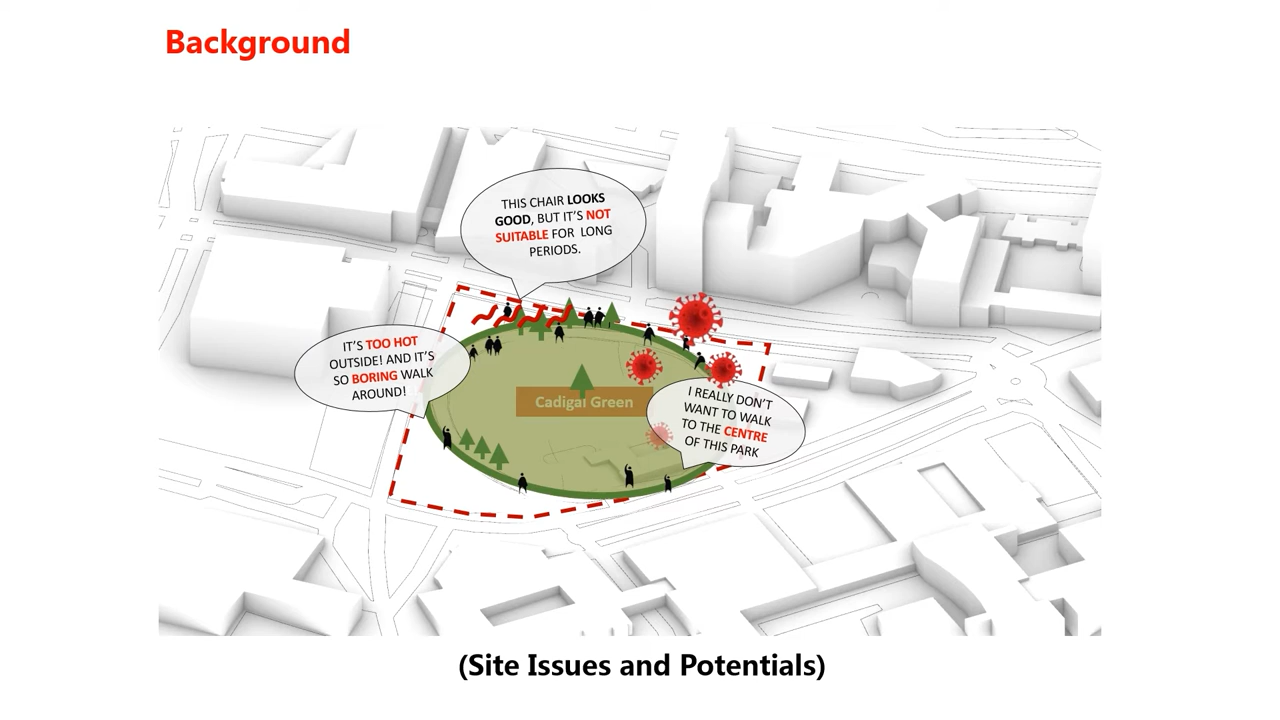 Background
THIS CHAIR LOOKS
GOOD, BUT IT'S NOT
SUITABLE FOR LONG
PERIODS.
IT'S TOO HOT
OUTSIDE! AND IT'S
SO BORING WALK
AROUND!
Cadigal Green
I REALLY DON'T
WANT TO WALK
TO THE CENTRE
OF THIS PARK
(Site Issues and Potentials)